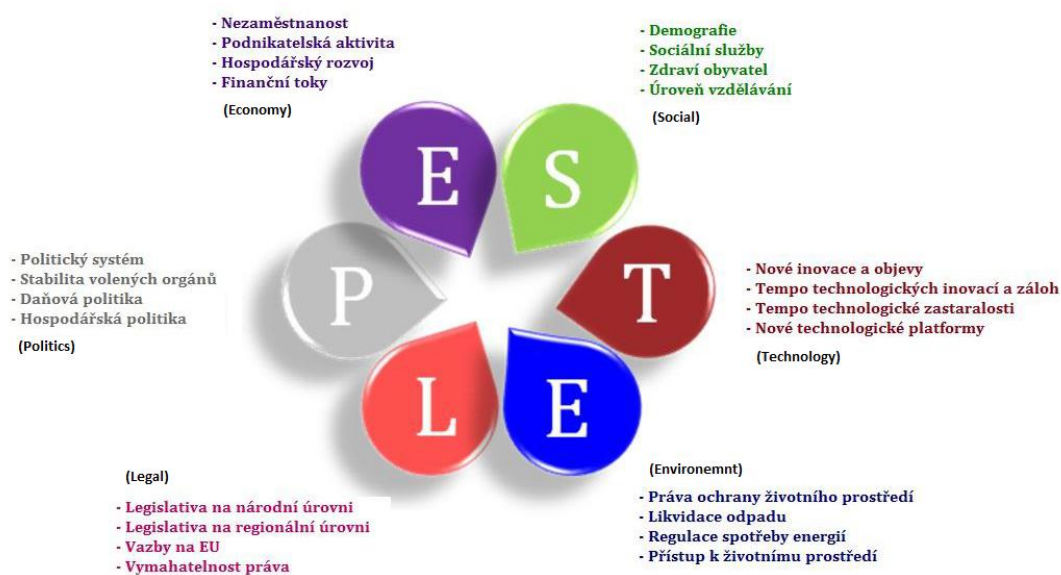 - Nezaměstnanost
- Podnikatelská aktivita
- Hospodářský rozvoj
- Finanční toky
(Economy)
- Demografie
- Sociální služby
- Zdraví obyvatel
- Úroveň vzdělávání
(Social)
E
S
- Politický systém
- Stabilita volených orgánů
- Daňová politika
- Hospodářská politika
(Politics)
P
T
- Nové inovace a objevy
- Tempo technologických inovací a záloh
- Tempo technologické zastaralosti
- Nové technologické platformy
(Technology)
L
E
(Legal)
- Legislativa na národní úrovni
- Legislativa na regionální úrovni
- Vazby na EU
- Vymahatelnost práva
(Environemnt)
- Práva ochrany životního prostředí
- Likvidace odpadu
- Regulace spotřeby energií
- Přístup k životnímu prostředí